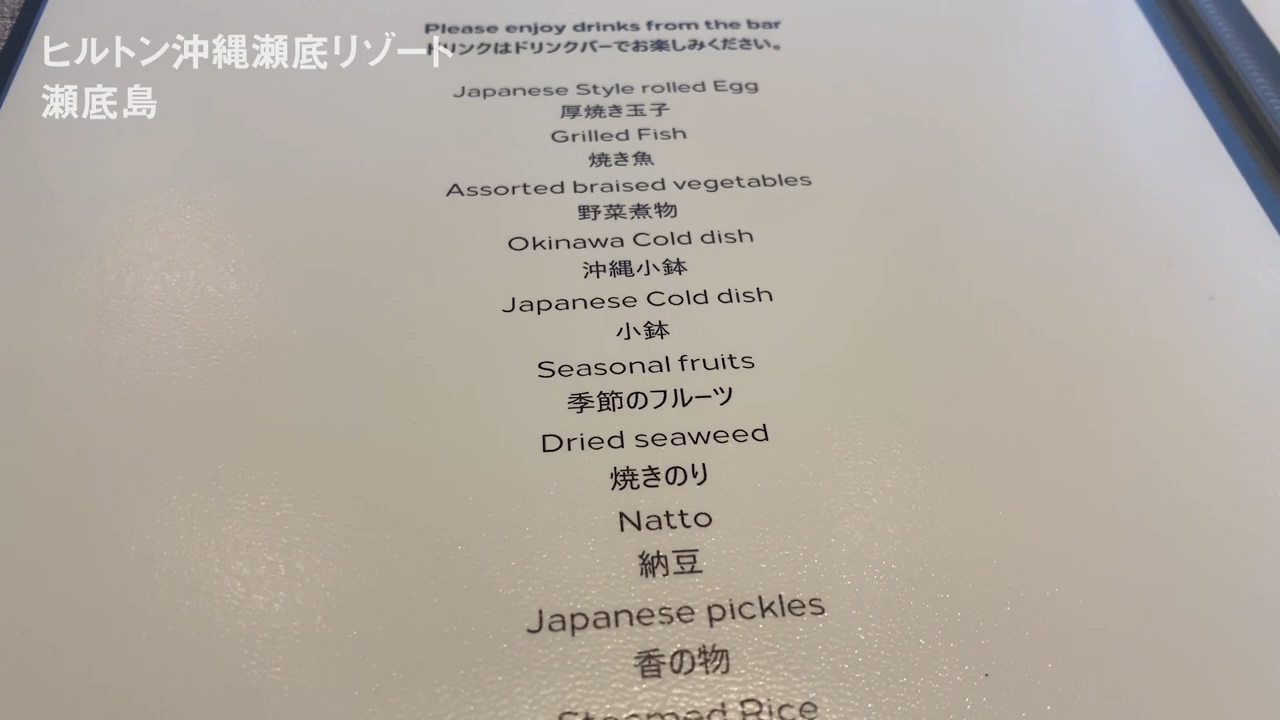 ヒルトン沖縄瀬底リゾート
瀬底島
Please enjoy drinks from the bar
ドリンクはドリンクバーでお楽しみください。
Japanese Style rolled Egg
厚焼き玉子
Grilled Fish
焼き魚
Assorted braised vegetables
野菜煮物
Okinawa Cold dish
沖縄小鉢
Japanese Cold dish
小鉢
Seasonal fruits
季節のフルーツ
Dried seaweed
焼きのり
Natto
納豆
Japanese pickles
香の物
Steamed Rice